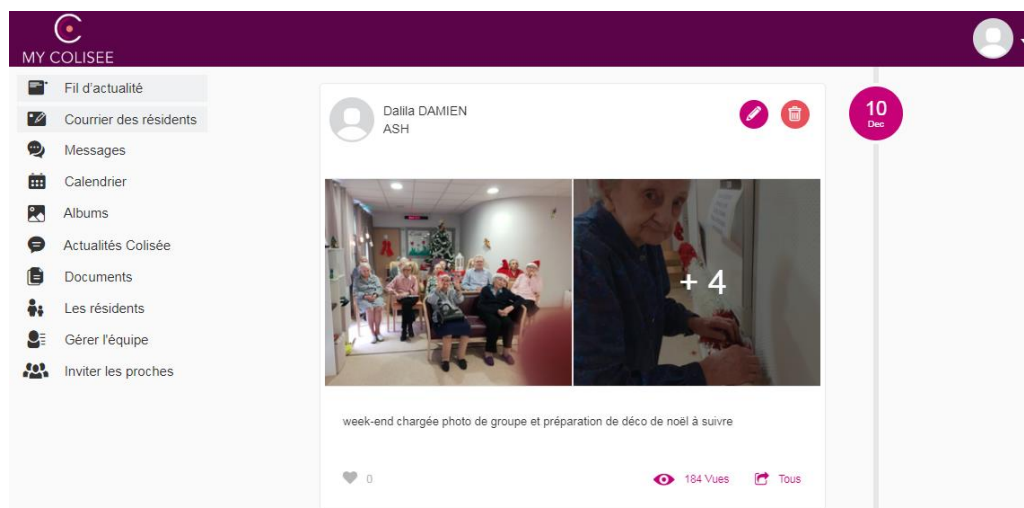 MY COLISEE
Fil d'actualité
Courrier des résidents
Messages
Calendrier
Albums
Actualités Colisée
Documents
Les résidents
Gérer l'équipe
Inviter les proches
Dalila DAMIEN
ASH
10
Dec
+ 4
week-end chargée photo de groupe et préparation de déco de noël à suivre
0
184 Vues
Tous